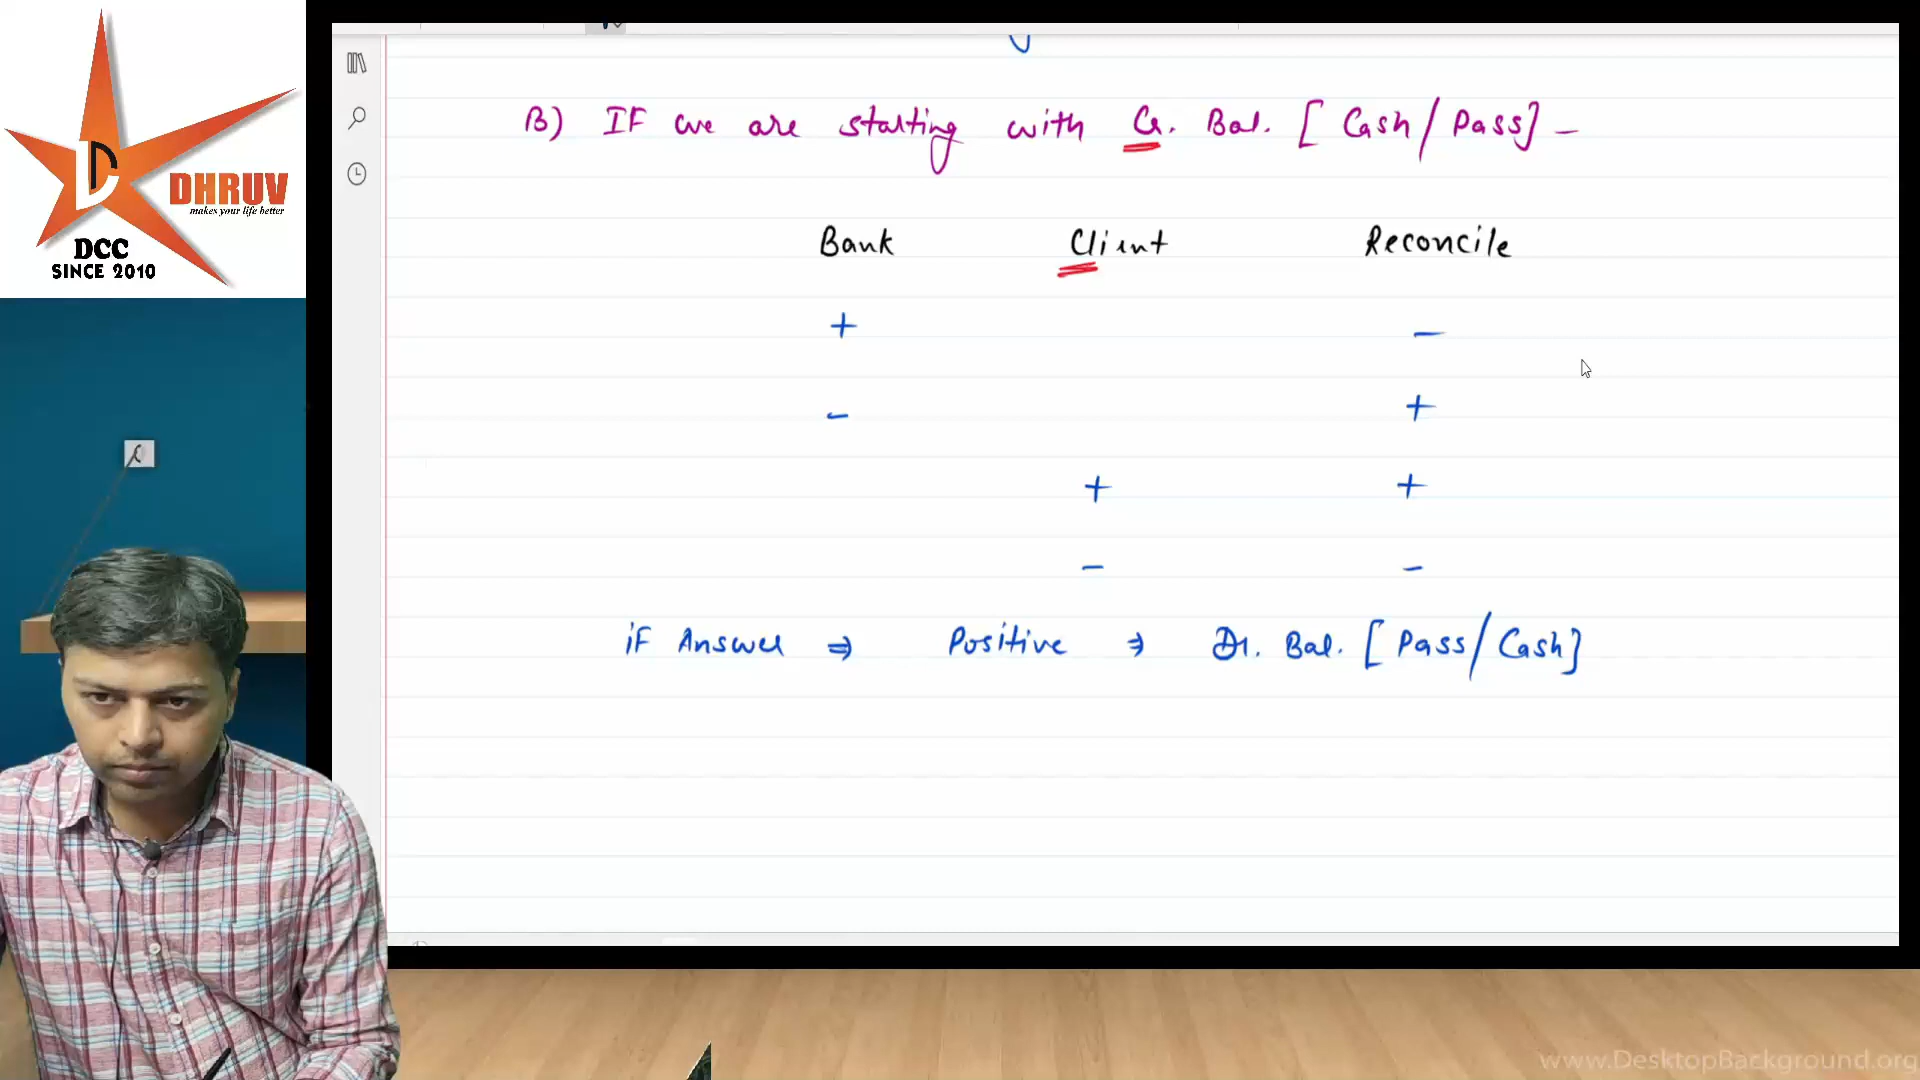 DHRUV
makes your life better
DCC
SINCE 2010
B) IF we are starting with Cr. Bal. [Cash/Pass] -
Bank Client Reconcile
+ -
- +
+ +
- -
if Answer ⇒ Positive ⇒ Dr. Bal. [Pass/Cash]
www.DesktopBackground.org